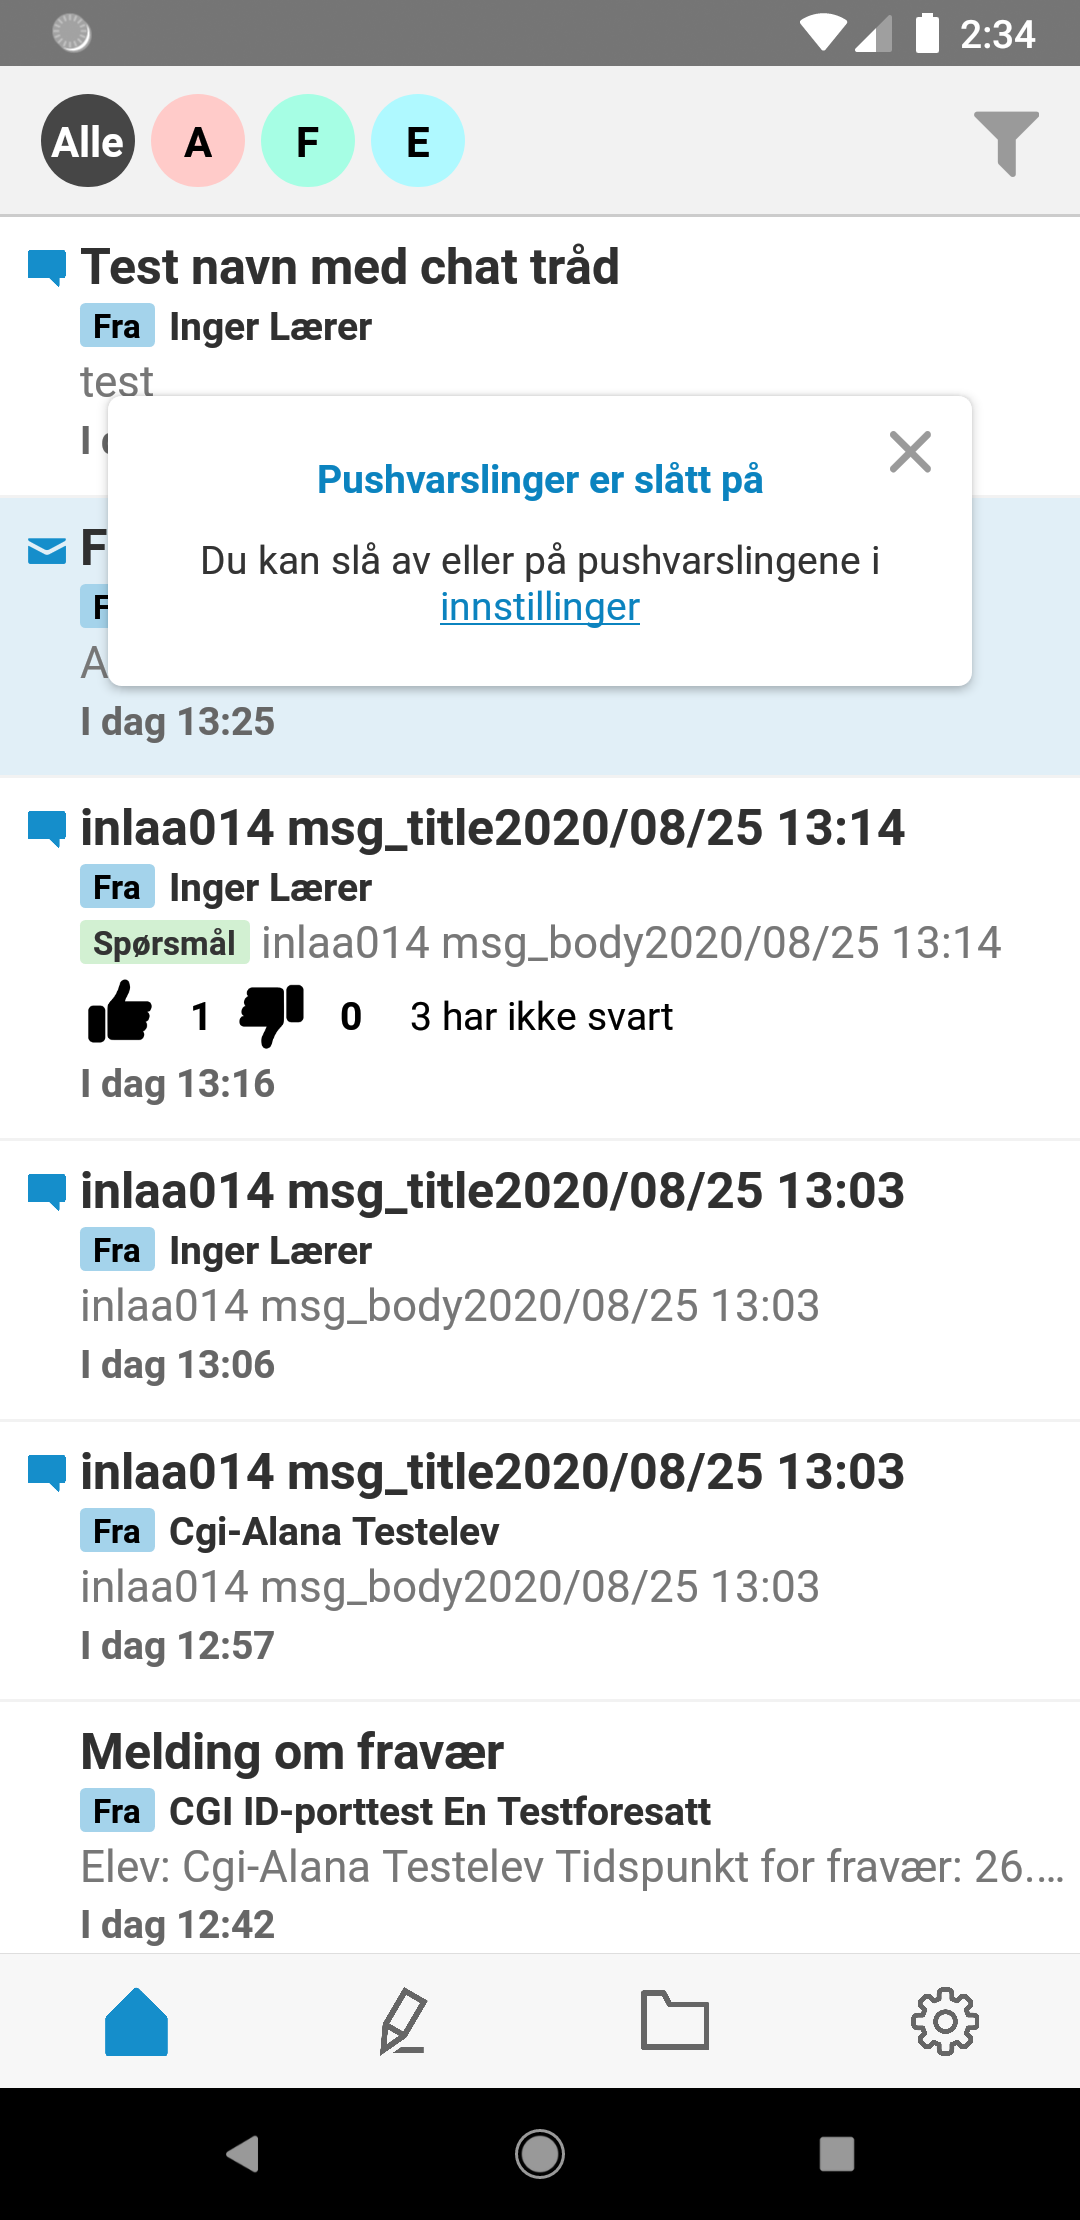 2:34
Alle A F E
Test navn med chat tråd
Fra Inger Lærer
test
Pushvarslinger er slått på
Du kan slå av eller på pushvarslingene i
innstillinger
I dag 13:25
inlaa014 msg_title2020/08/25 13:14
Fra Inger Lærer
Spørsmål inlaa014 msg_body2020/08/25 13:14
1 0 3 har ikke svart
I dag 13:16
inlaa014 msg_title2020/08/25 13:03
Fra Inger Lærer
inlaa014 msg_body2020/08/25 13:03
I dag 13:06
inlaa014 msg_title2020/08/25 13:03
Fra Cgi-Alana Testelev
inlaa014 msg_body2020/08/25 13:03
I dag 12:57
Melding om fravær
Fra CGI ID-porttest En Testforesatt
Elev: Cgi-Alana Testelev Tidspunkt for fravær: 26....
I dag 12:42